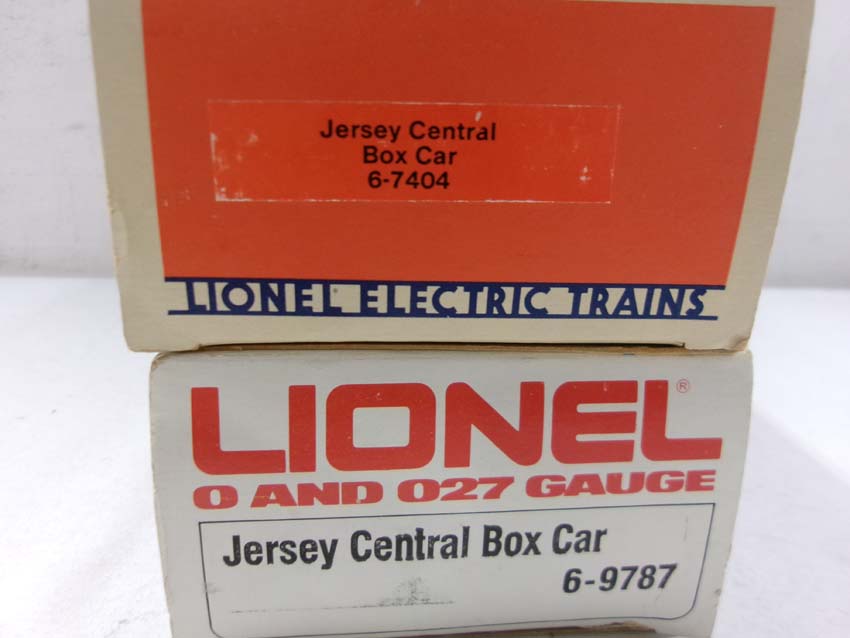 Jersey Central
Box Car
6-7404
LIONEL ELECTRIC TRAINS
LIONEL®
O AND O27 GAUGE
Jersey Central Box Car
6-9787